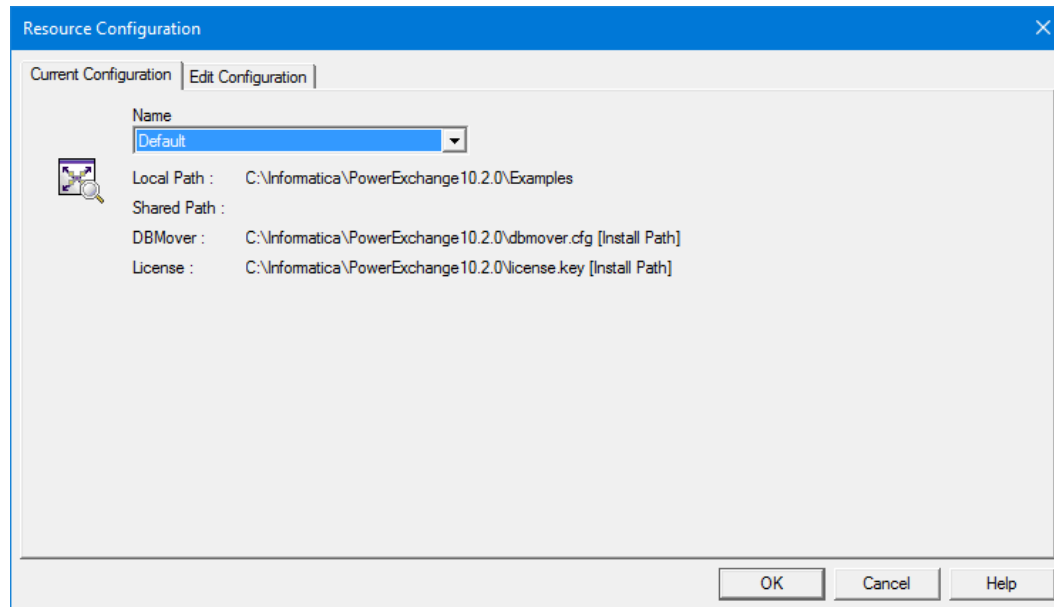 Resource Configuration
Current Configuration Edit Configuration
Name
Default
Local Path : C:\Informatica\PowerExchange10.2.0\Examples
Shared Path :
DBMover : C:\Informatica\PowerExchange10.2.0\dbmover.cfg [Install Path]
License : C:\Informatica\PowerExchange10.2.0\license.key [Install Path]
OK Cancel Help